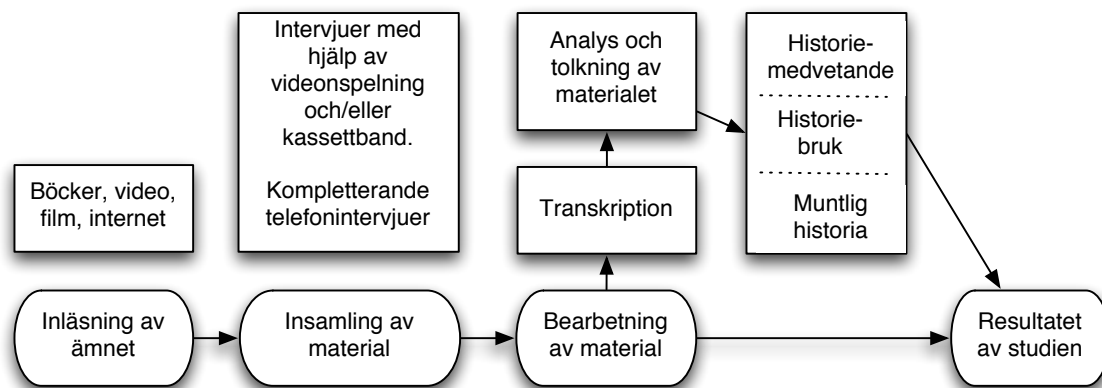 Böcker, video,
film, internet
Intervjuer med
hjälp av
videonspelning
och/eller
kassettband.
Kompletterande
telefonintervjuer
Analys och
tolkning av
materialet
Transkription
Historie-
medvetande
Historie-
bruk
Muntlig
historia
Inläsning av
ämnet
Insamling av
material
Bearbetning
av material
Resultatet
av studien